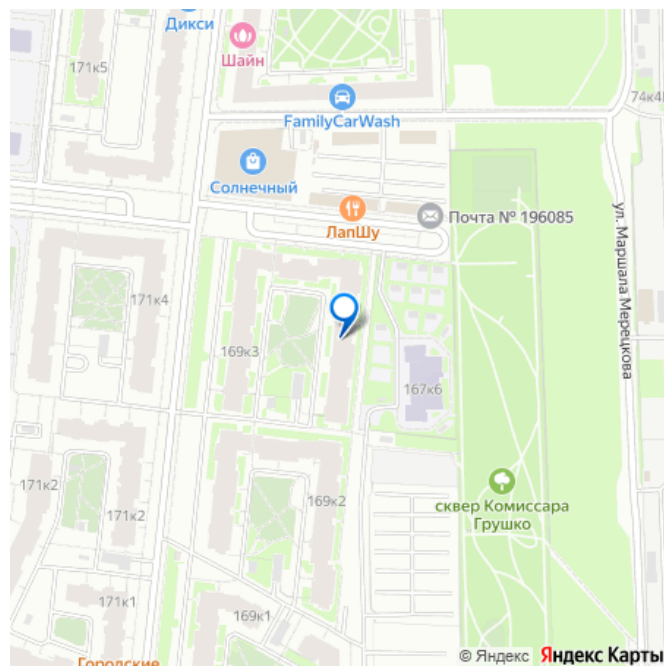 Дикси
171к5
Шайн
74к4
FamilyCarWash
Солнечный
ЛапШу
Почта № 196085
ул. Маршала Мерецкова
171к4
169к3
167к6
171к2
171к2
169к2
сквер Комиссара
Грушко
171к1
169к1
Городские
© Яндекс Яндекс Карты